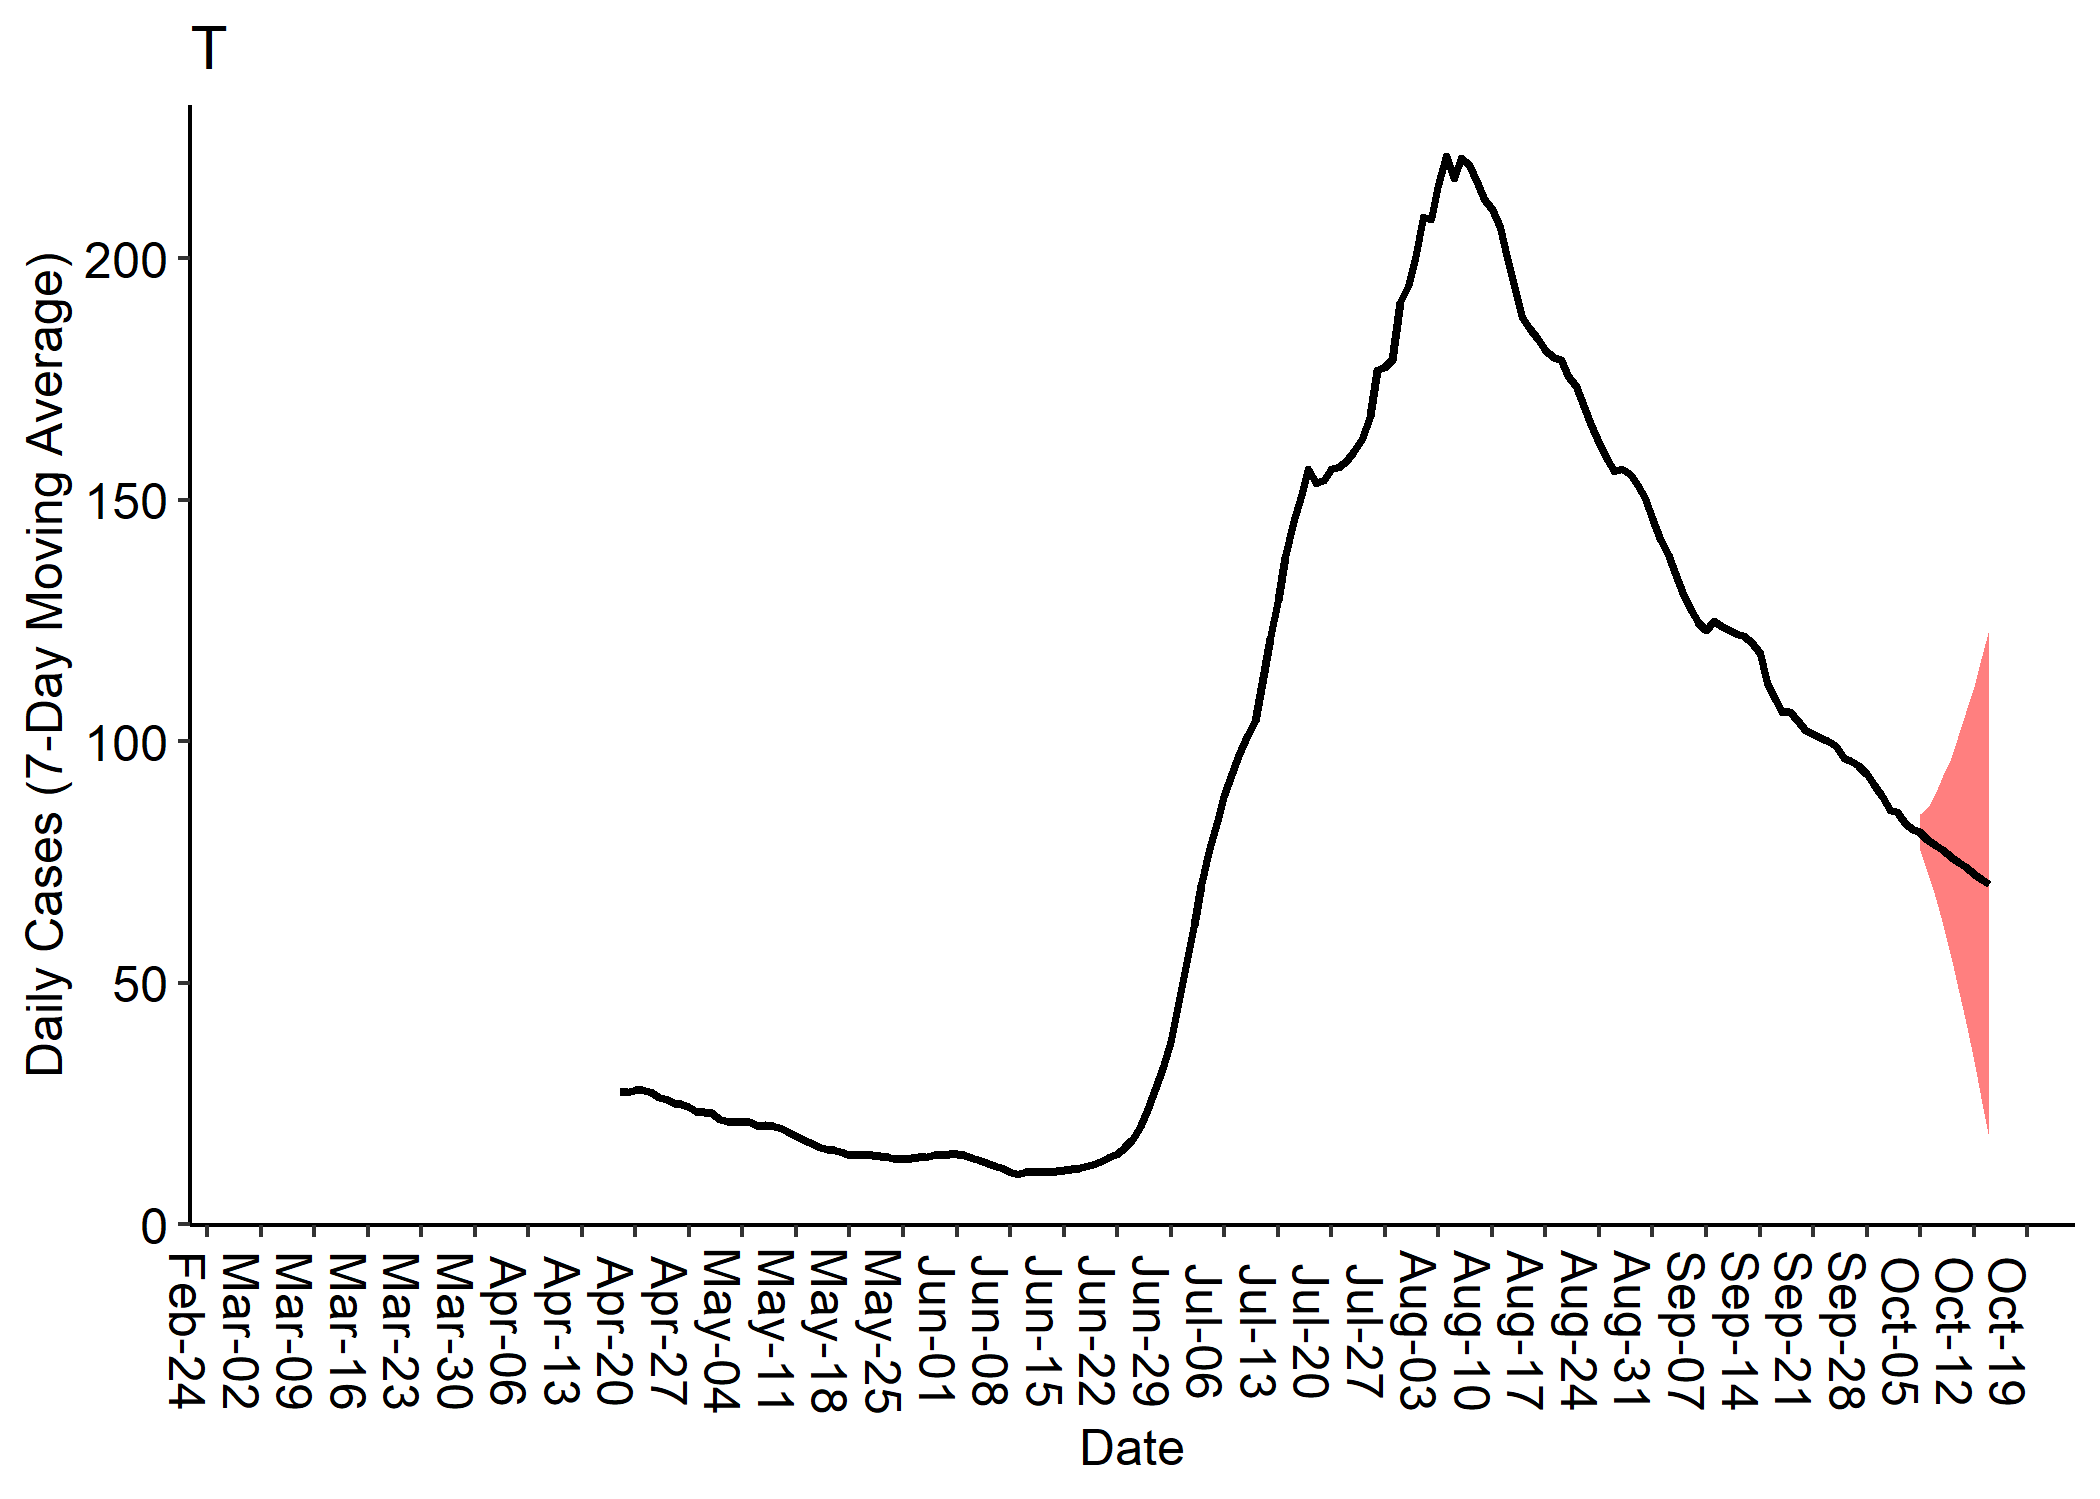 T
Daily Cases (7-Day Moving Average)
200
150
100
50
0
Feb-24
Mar-02
Mar-09
Mar-16
Mar-23
Mar-30
Apr-06
Apr-13
Apr-20
Apr-27
May-04
May-11
May-18
May-25
Jun-01
Jun-08
Jun-15
Jun-22
Jun-29
Jul-06
Jul-13
Jul-20
Jul-27
Aug-03
Aug-10
Aug-17
Aug-24
Aug-31
Sep-07
Sep-14
Sep-21
Sep-28
Oct-05
Oct-12
Oct-19
Date